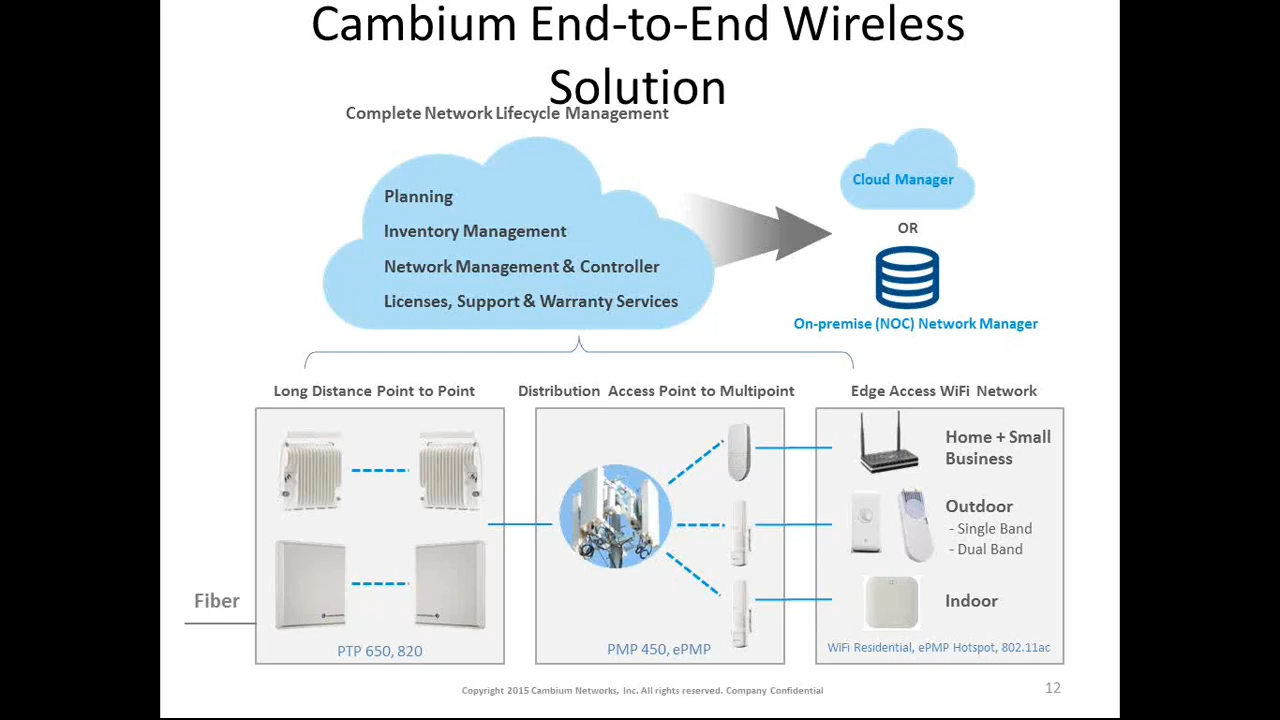 Cambium End-to-End Wireless
Solution
Complete Network Lifecycle Management
Planning
Inventory Management
Network Management & Controller
Licenses, Support & Warranty Services
Cloud Manager
OR
On-premise (NOC) Network Manager
Long Distance Point to Point
Distribution Access Point to Multipoint
Edge Access WiFi Network
Home + Small
Business
Outdoor
- Single Band
- Dual Band
Indoor
Fiber
PTP 650, 820
PMP 450, ePMP
WiFi Residential, ePMP Hotspot, 802.11ac
Copyright 2015 Cambium Networks, Inc. All rights reserved. Company Confidential
12